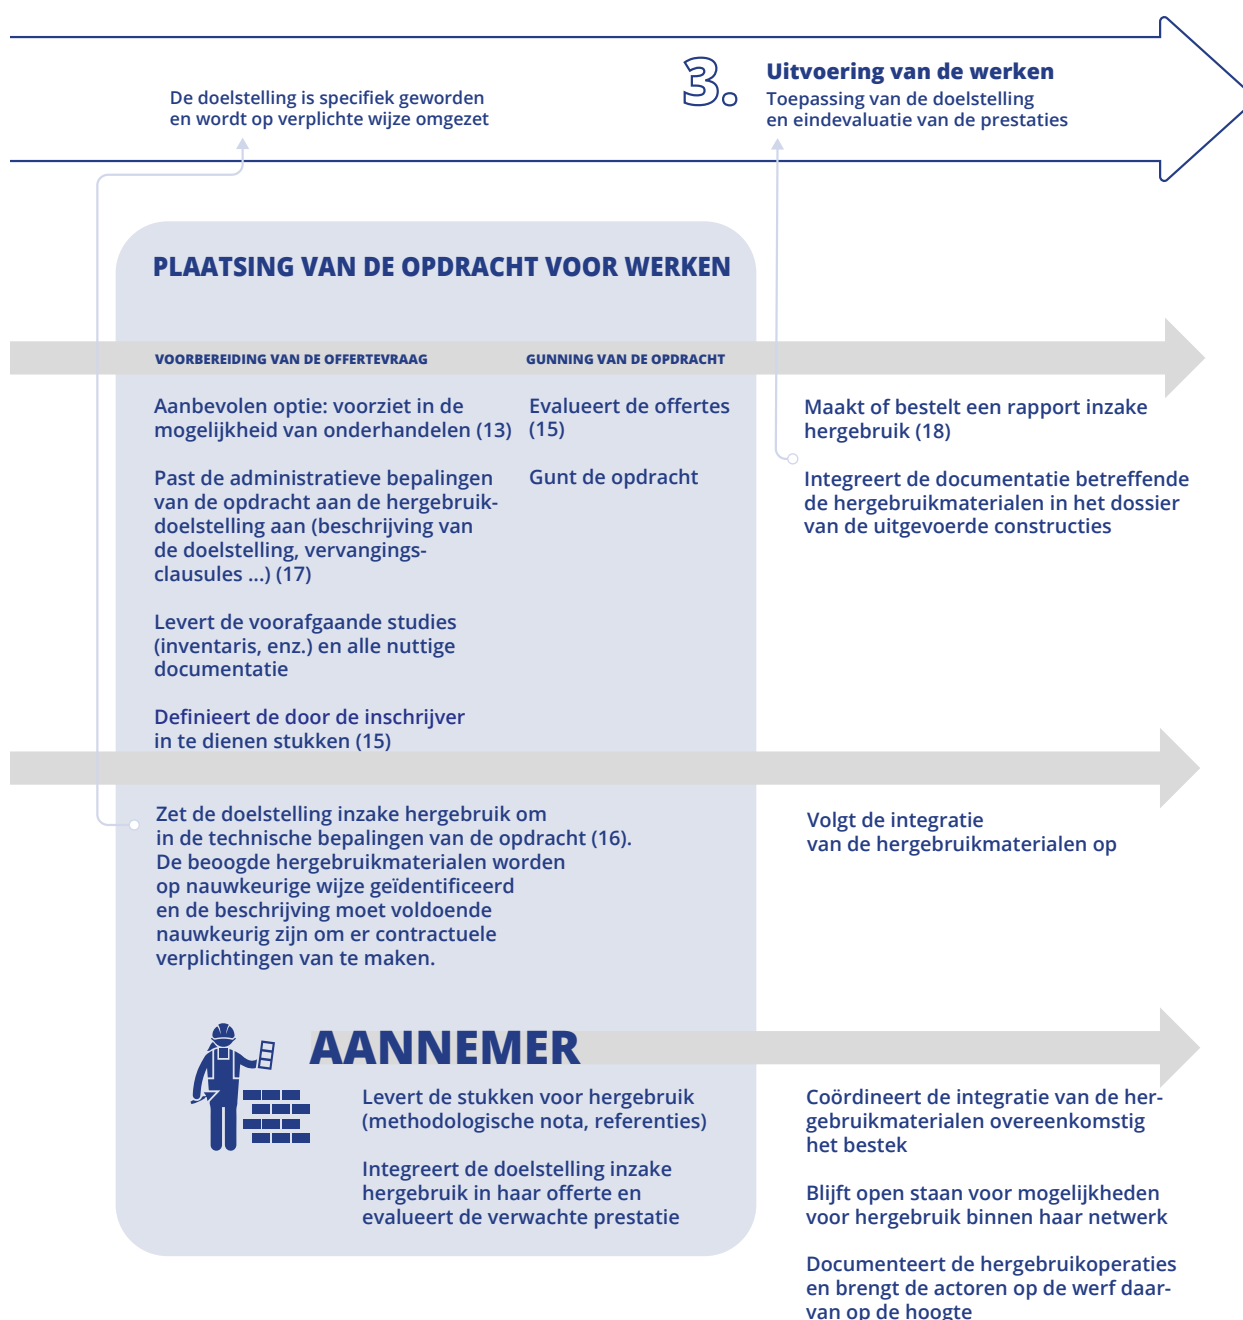 De doelstelling is specifiek geworden
en wordt op verplichte wijze omgezet
3.
Uitvoering van de werken
Toepassing van de doelstelling
en eindevaluatie van de prestaties
PLAATSING VAN DE OPDRACHT VOOR WERKEN
VOORBEREIDING VAN DE OFFERTEVRAAG
Aanbevolen optie: voorziet in de
mogelijkheid van onderhandelen (13)
Past de administratieve bepalingen
van de opdracht aan de hergebruik-
doelstelling aan (beschrijving van
de doelstelling, vervangings-
clausules ...) (17)
Levert de voorafgaande studies
(inventaris, enz.) en alle nuttige
documentatie
Definieert de door de inschrijver
in te dienen stukken (15)
GUNNING VAN DE OPDRACHT
Evalueert de offertes
(15)
Gunt de opdracht
Maakt of bestelt een rapport inzake
hergebruik (18)
Integreert de documentatie betreffende
de hergebruikmaterialen in het dossier
van de uitgevoerde constructies
Zet de doelstelling inzake hergebruik om
in de technische bepalingen van de opdracht (16).
De beoogde hergebruikmaterialen worden
op nauwkeurige wijze geïdentificeerd
en de beschrijving moet voldoende
nauwkeurig zijn om er contractuele
verplichtingen van te maken.
Volgt de integratie
van de hergebruikmaterialen op
AANNEMER
Levert de stukken voor hergebruik
(methodologische nota, referenties)
Integreert de doelstelling inzake
hergebruik in haar offerte en
evalueert de verwachte prestatie
Coördineert de integratie van de her-
gebruikmaterialen overeenkomstig
het bestek
Blijft open staan voor mogelijkheden
voor hergebruik binnen haar netwerk
Documenteert de hergebruikoperaties
en brengt de actoren op de werf daar-
van op de hoogte